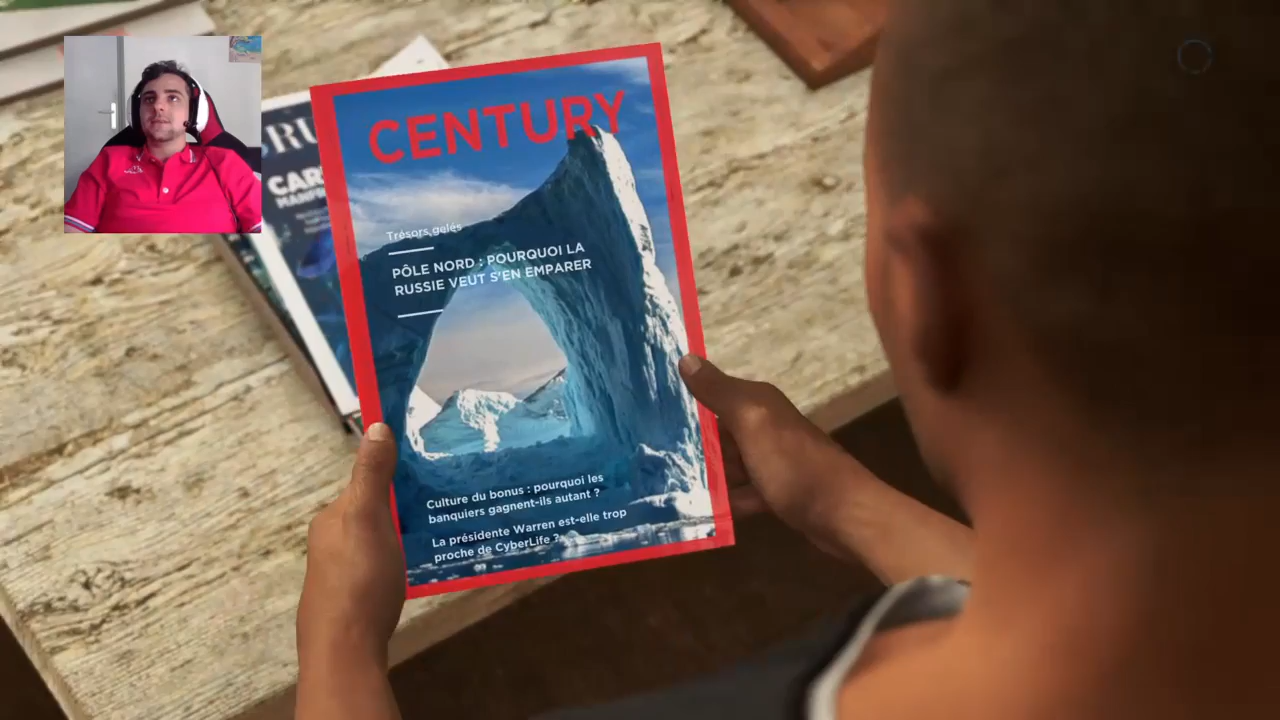 CENTURY
Trésors gelés
PÔLE NORD : POURQUOI LA
RUSSIE VEUT S'EN EMPARER
Culture du bonus : pourquoi les
banquiers gagnent-ils autant ?
La présidente Warren est-elle trop
proche de CyberLife ?